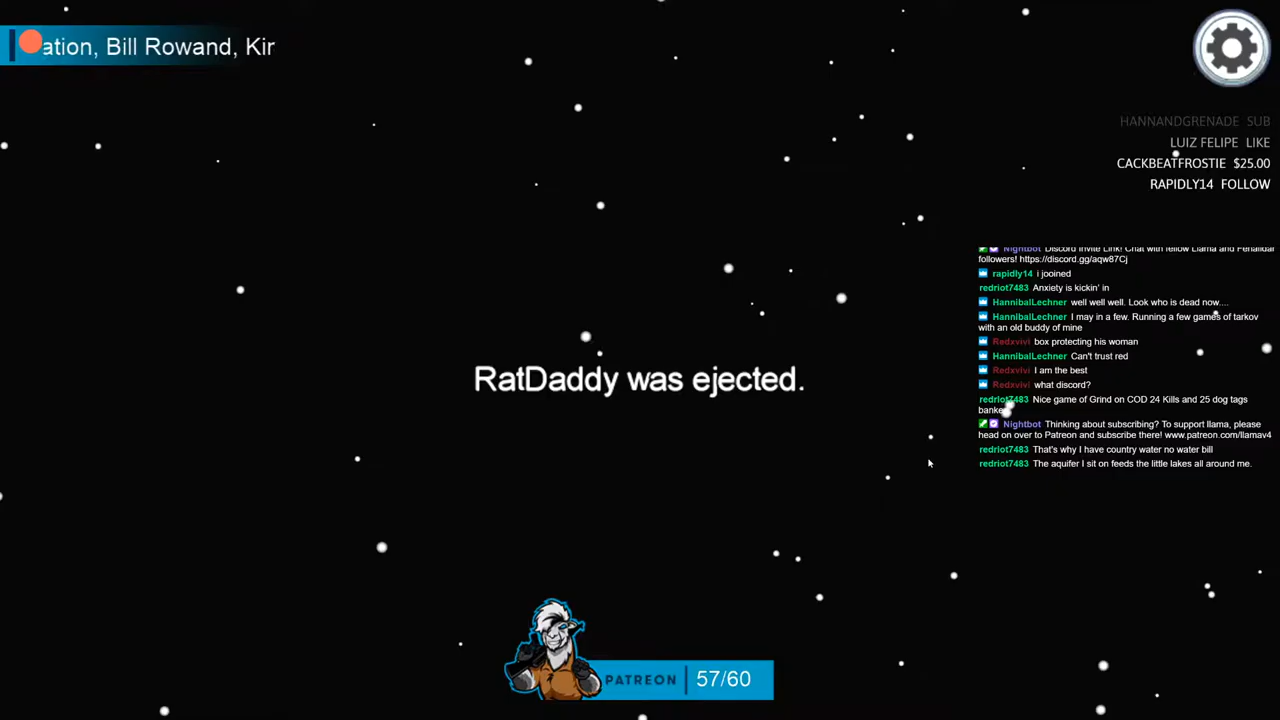 ation, Bill Rowand, Kir
HANNANDGRENADE SUB
LUIZ FELIPE LIKE
CACKBEATFROSTIE $25.00
RAPIDLY14 FOLLOW
Nightbot Discord Invite Link! Chat with fellow Llama and
followers! https://discord.gg/aqw87Cj
rapidly14 i jooined
redriot7483 Anxiety is kickin' in
HannibalLechner well well well. Look who is dead now....
HannibalLechner I may in a few. Running a few games of tarkov
with an old buddy of mine
Redxvivi box protecting his woman
HannibalLechner Can't trust red
Redxvivi I am the best
Redxvivi what discord?
redriot7483 Nice game of Grind on COD 24 Kills and 25 dog tags
banke
Nightbot Thinking about subscribing? To support llama, please
head on over to Patreon and subscribe there! www.patreon.com/llamav4
redriot7483 That's why I have country water no water bill
redriot7483 The aquifer I sit on feeds the little lakes all around me.
RatDaddy was ejected.
PATREON 57/60